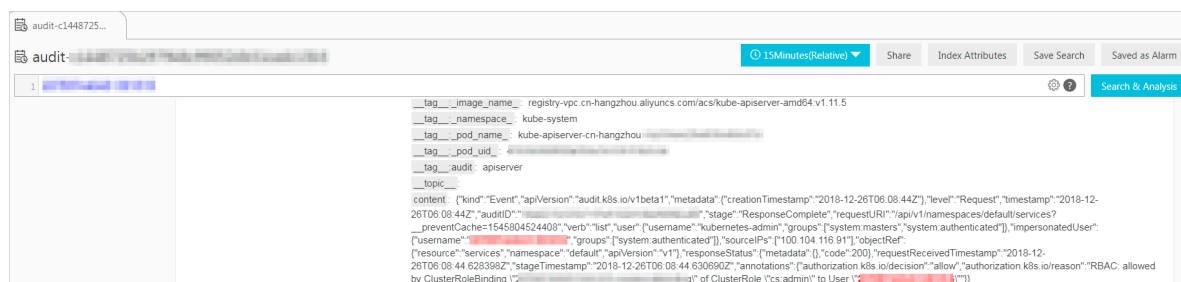 audit-c1448725...
audit-
15Minutes(Relative) Share Index Attributes Save Search Saved as Alarm
1 ? Search & Analysis
__tag__:_image_name_: registry-vpc.cn-hangzhou.aliyuncs.com/acs/kube-apiserver-amd64:v1.11.5
__tag__:_namespace_: kube-system
__tag__:_pod_name_: kube-apiserver-cn-hangzhou
__tag__:_pod_uid_:
__tag__:audit: apiserver
__topic__:
content: {"kind":"Event","apiVersion":"audit.k8s.io/v1beta1","metadata":{"creationTimestamp":"2018-12-26T06:08:44Z"},"level":"Request","timestamp":"2018-12-
26T06:08:44Z","auditID":" ","stage":"ResponseComplete","requestURI":"/api/v1/namespaces/default/services?
__preventCache=1545804524408","verb":"list","user":{"username":"kubernetes-admin","groups":["system:masters","system:authenticated"]},"impersonatedUser":
{"username":" ","groups":["system:authenticated"]},"sourceIPs":["100.104.116.91"],"objectRef":
{"resource":"services","namespace":"default","apiVersion":"v1"},"responseStatus":{"metadata":{},"code":200},"requestReceivedTimestamp":"2018-12-
26T06:08:44.628398Z","stageTimestamp":"2018-12-26T06:08:44.630690Z","annotations":{"authorization.k8s.io/decision":"allow","authorization.k8s.io/reason":"RBAC: allowed
by ClusterRoleBinding \" \" of ClusterRole \"cs:admin\" to User \" \""}}